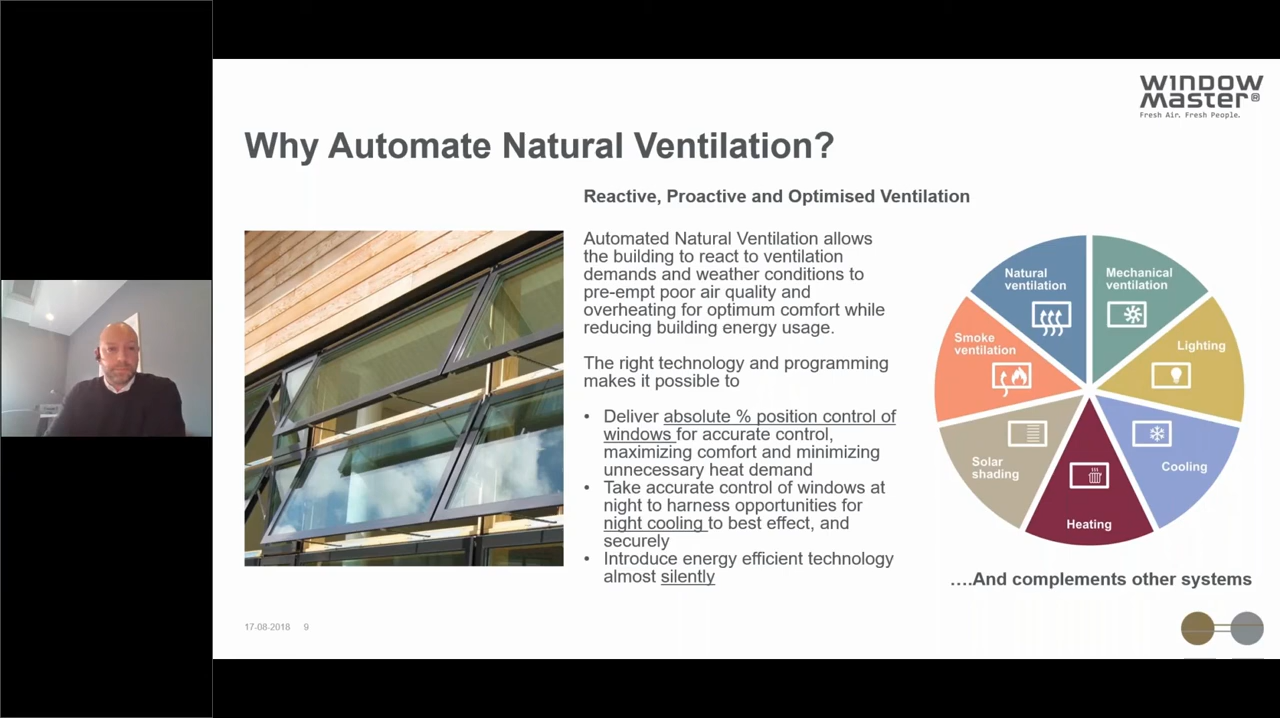 WINDOW
Master®
Fresh Air. Fresh People.
Why Automate Natural Ventilation?
Reactive, Proactive and Optimised Ventilation
Automated Natural Ventilation allows
the building to react to ventilation
demands and weather conditions to
pre-empt poor air quality and
overheating for optimum comfort while
reducing building energy usage.
The right technology and programming
makes it possible to
• Deliver absolute % position control of
windows for accurate control,
maximizing comfort and minimizing
unnecessary heat demand
• Take accurate control of windows at
night to harness opportunities for
night cooling to best effect, and
securely
• Introduce energy efficient technology
almost silently
Natural
ventilation
Mechanical
ventilation
Smoke
ventilation
Lighting
Solar
shading
Cooling
Heating
....And complements other systems
17-08-2018 9